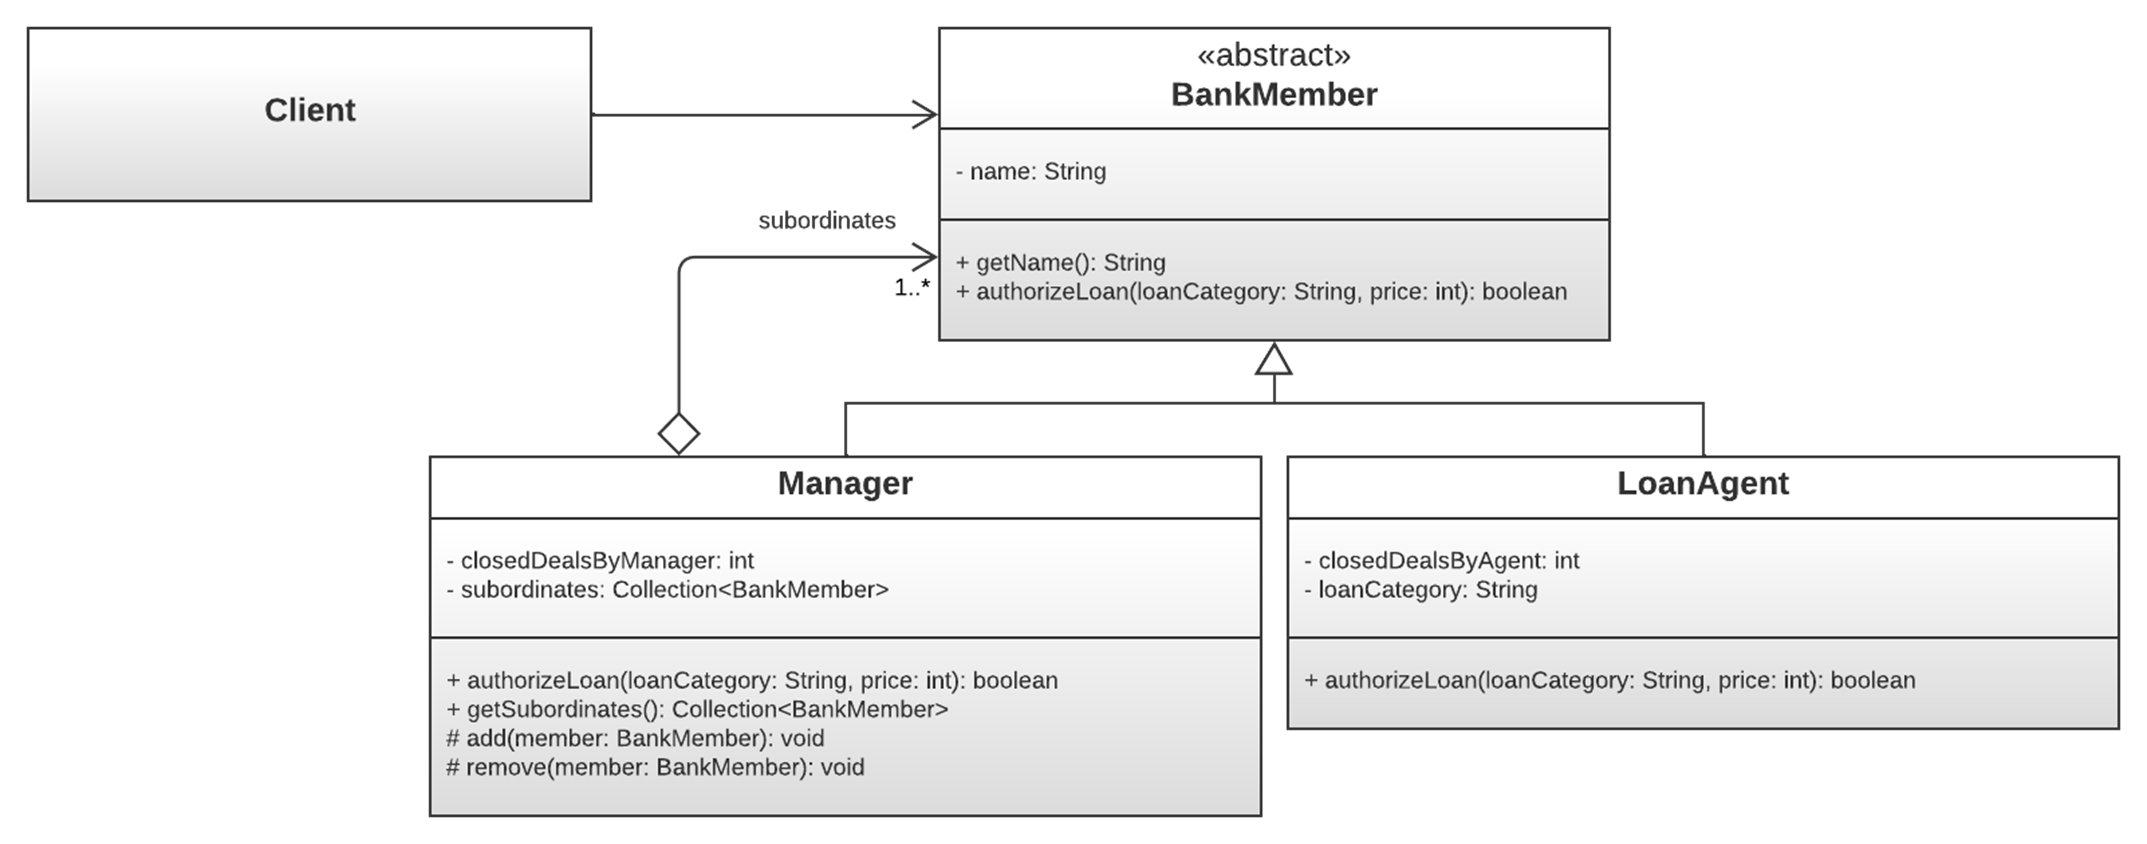 Client
«abstract»
BankMember
- name: String
+ getName(): String
+ authorizeLoan(loanCategory: String, price: int): boolean
subordinates
1..*
Manager
- closedDealsByManager: int
- subordinates: Collection<BankMember>
+ authorizeLoan(loanCategory: String, price: int): boolean
+ getSubordinates(): Collection<BankMember>
# add(member: BankMember): void
# remove(member: BankMember): void
LoanAgent
- closedDealsByAgent: int
- loanCategory: String
+ authorizeLoan(loanCategory: String, price: int): boolean